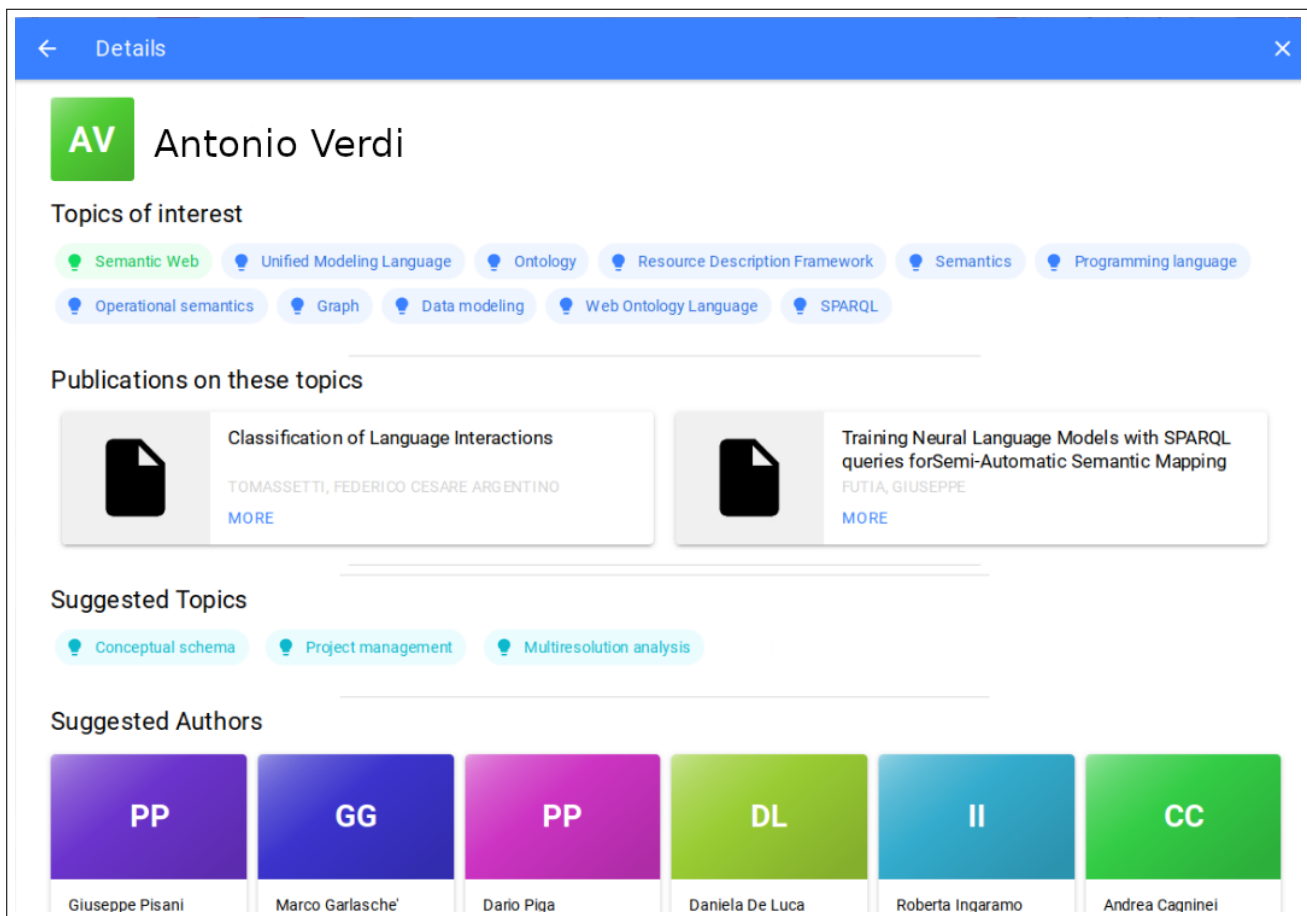 Details
AV
Antonio Verdi
Topics of interest
Semantic Web Unified Modeling Language Ontology Resource Description Framework Semantics Programming language
Operational semantics Graph Data modeling Web Ontology Language SPARQL
Publications on these topics
Classification of Language Interactions
TOMASSETTI, FEDERICO CESARE ARGENTINO
MORE
Training Neural Language Models with SPARQL
queries forSemi-Automatic Semantic Mapping
FUTIA, GIUSEPPE
MORE
Suggested Topics
Conceptual schema Project management Multiresolution analysis
Suggested Authors
PP GG PP DL II CC
Giuseppe Pisani Marco Garlasche' Dario Piga Daniela De Luca Roberta Ingaramo Andrea Cagninei